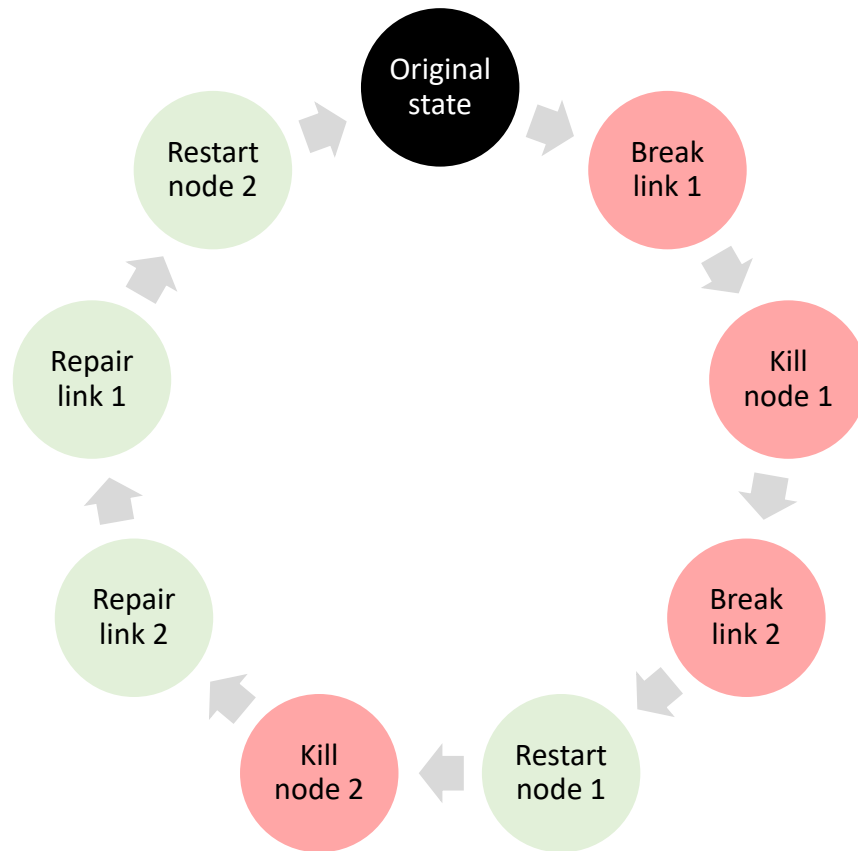 Original
state
Break
link 1
Kill
node 1
Break
link 2
Restart
node 1
Kill
node 2
Repair
link 2
Repair
link 1
Restart
node 2